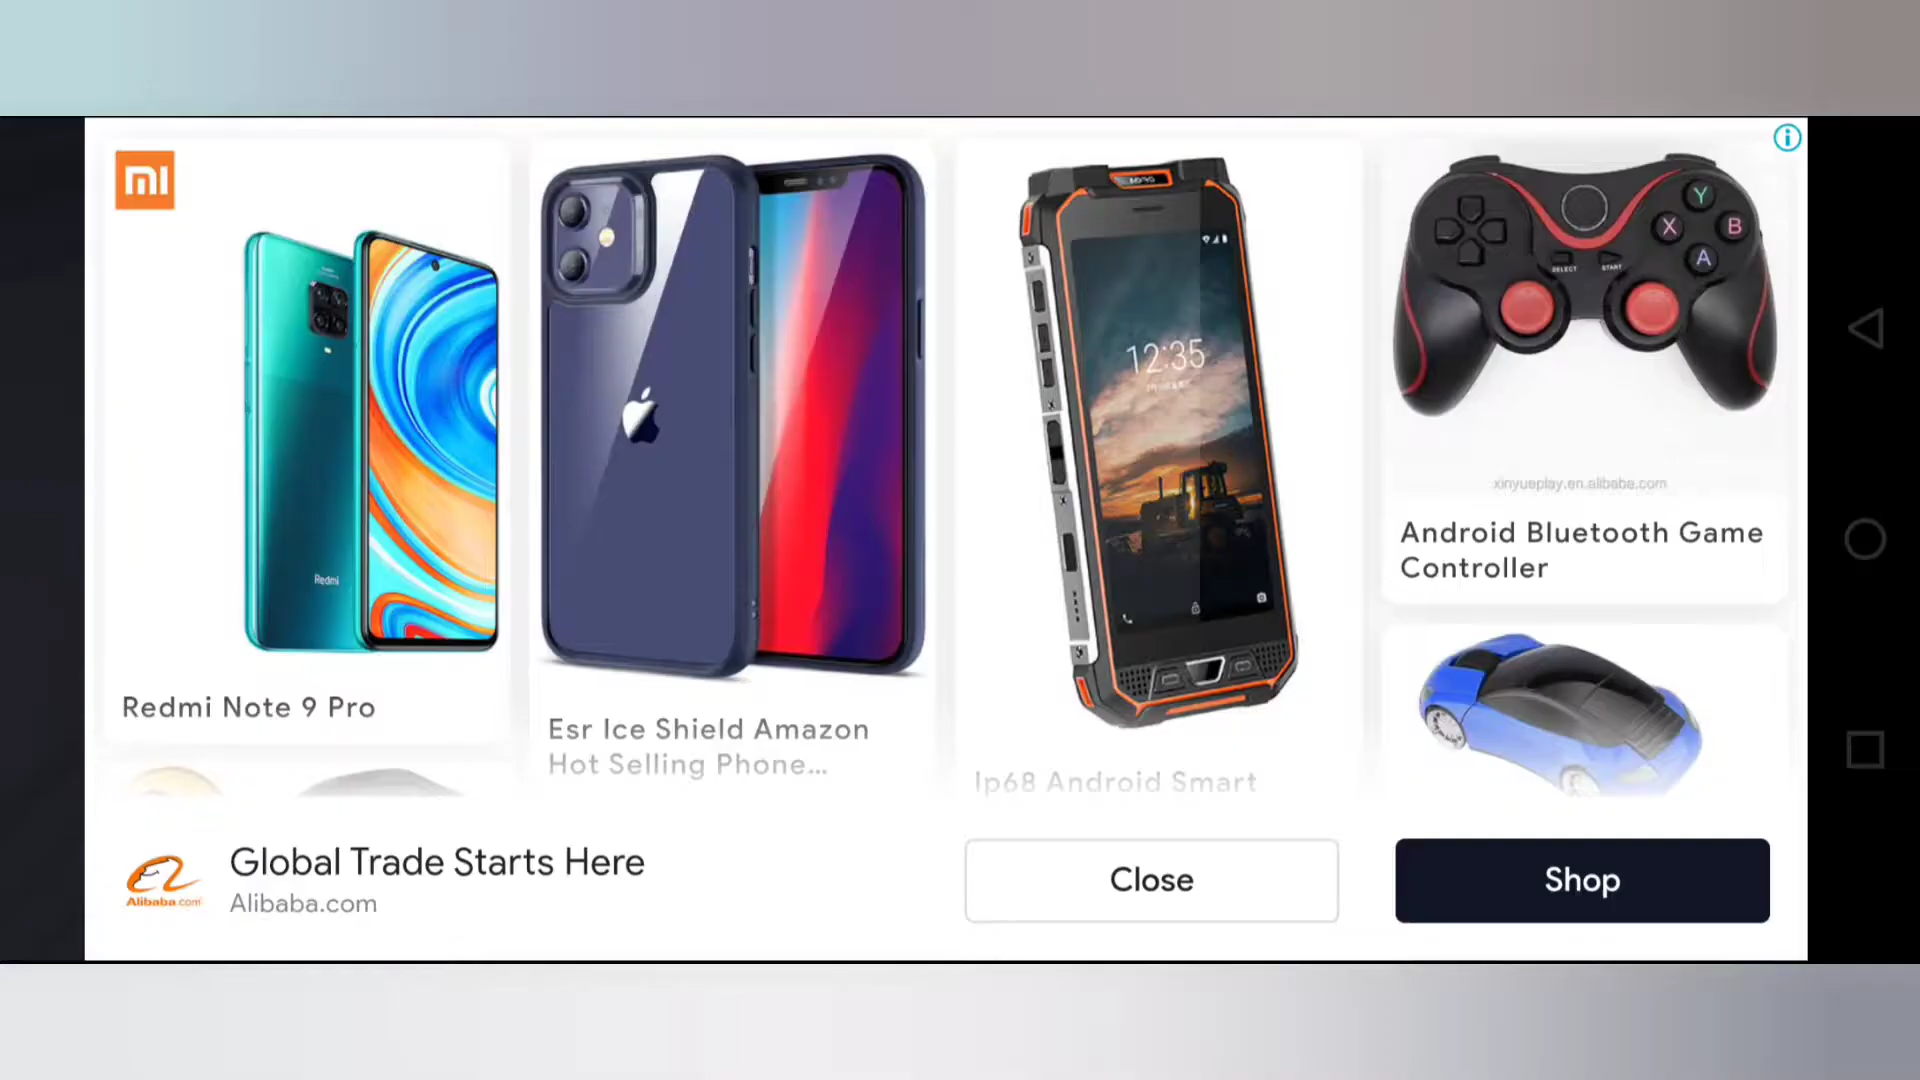 mi
Redmi
Redmi Note 9 Pro
Esr Ice Shield Amazon
Hot Selling Phone...
12:35
Ip68 Android Smart
Y
X
B
A
SELECT
START
xinyueplay.en.alibaba.com
Android Bluetooth Game
Controller
Alibaba.com
Global Trade Starts Here
Alibaba.com
Close
Shop